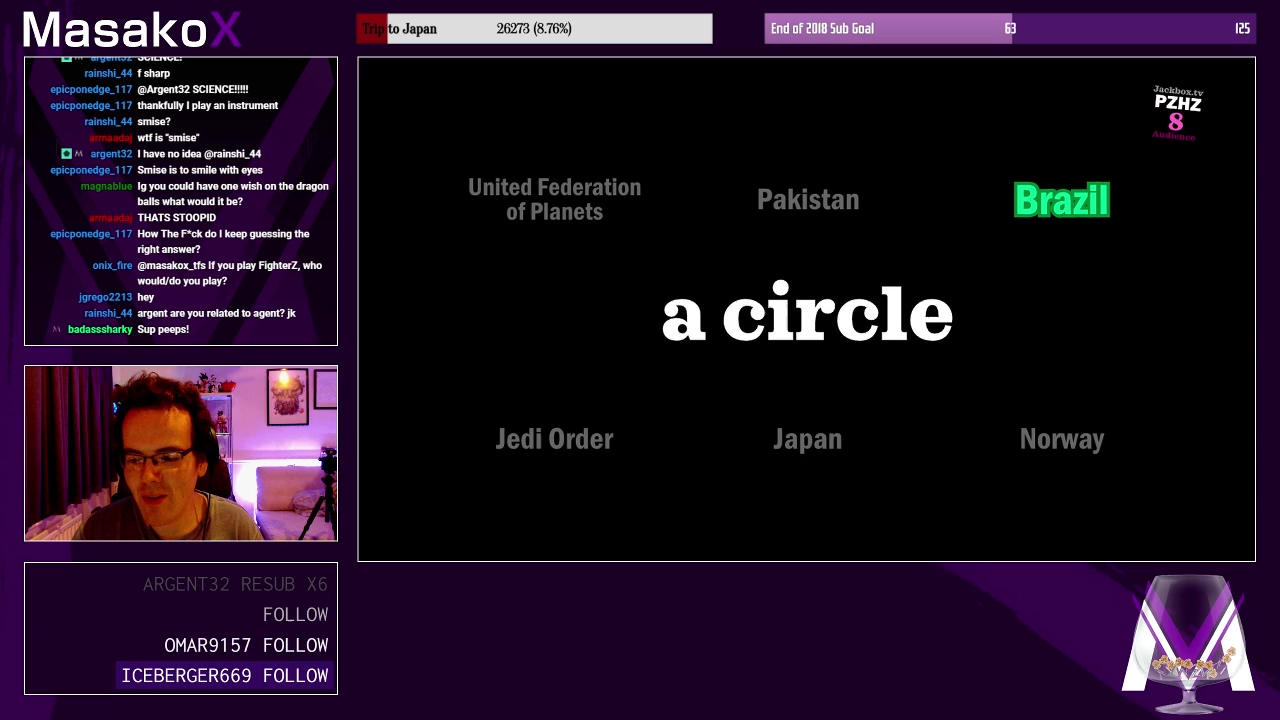 MasakoX
Trip to Japan 26273 (8.76%)
End of 2018 Sub Goal 63 125
argent32 SCIENCE!
rainshi_44 f sharp
epicponedge_117 @Argent32 SCIENCE!!!!!
epicponedge_117 thankfully I play an instrument
rainshi_44 smise?
armaadaj wtf is "smise"
argent32 I have no idea @rainshi_44
epicponedge_117 Smise is to smile with eyes
magnablue Ig you could have one wish on the dragon
balls what would it be?
armaadaj THATS STOOPID
epicponedge_117 How The F*ck do I keep guessing the
right answer?
onix_fire @masakox_tfs If you play FighterZ, who
would/do you play?
jgrego2213 hey
rainshi_44 argent are you related to agent? jk
badasssharky Sup peeps!
Jackbox.tv
PZHZ
8
Audience
United Federation
of Planets
Pakistan
Brazil
a circle
Jedi Order
Japan
Norway
ARGENT32 RESUB X6
FOLLOW
OMAR9157 FOLLOW
ICEBERGER669 FOLLOW